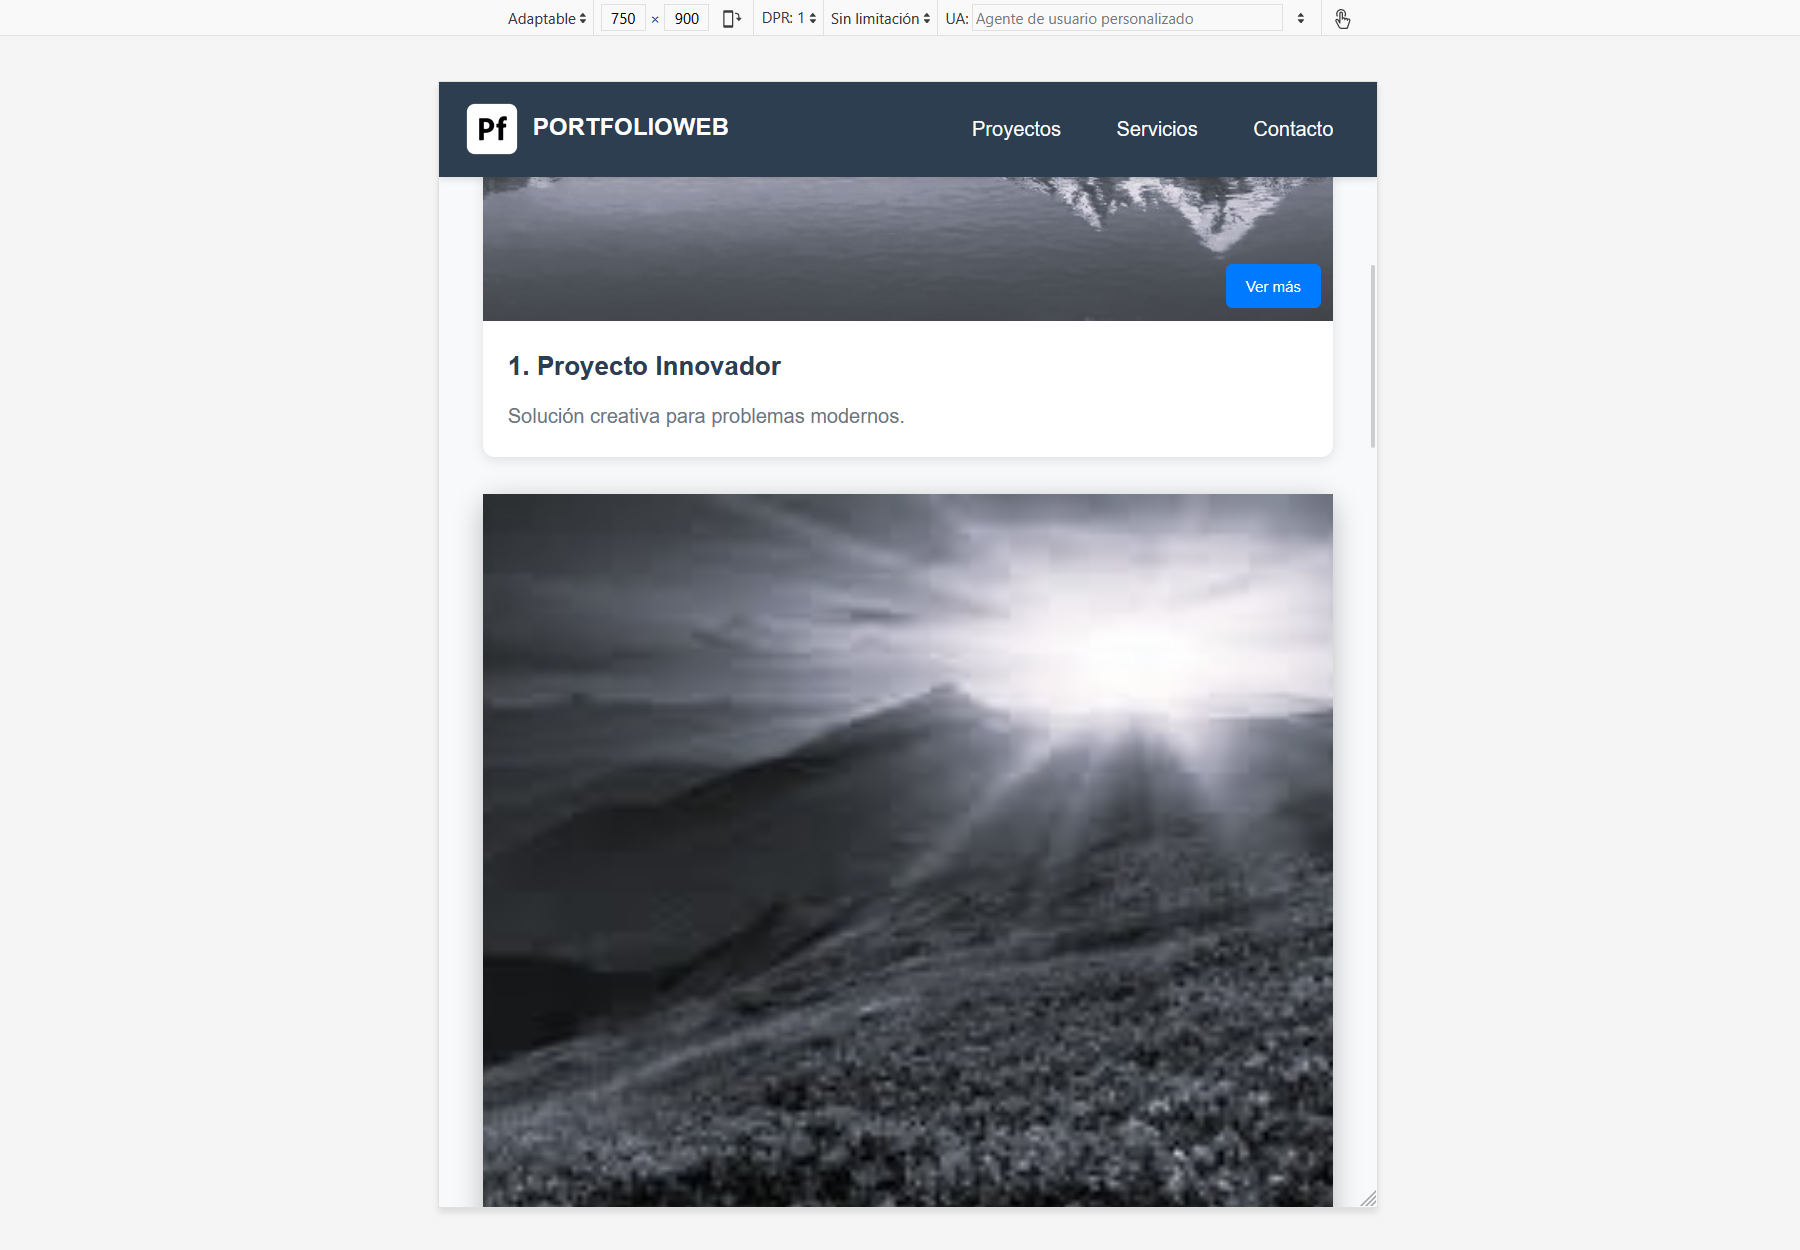 Adaptable 750 × 900 DPR: 1 Sin limitación UA: Agente de usuario personalizado
Pf PORTFOLIOWEB Proyectos Servicios Contacto
Ver más
1. Proyecto Innovador
Solución creativa para problemas modernos.